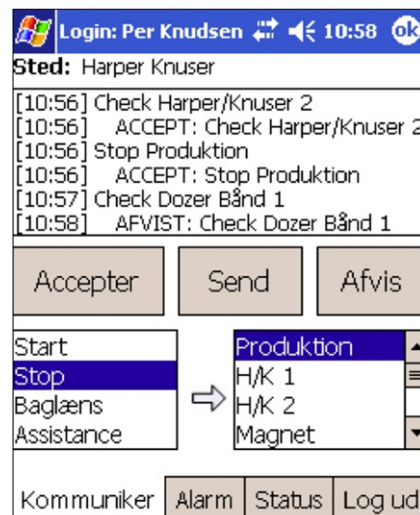 Login: Per Knudsen 10:58 ok
Sted: Harper Knuser
[10:56] Check Harper/Knuser 2
[10:56] ACCEPT: Check Harper/Knuser 2
[10:56] Stop Produktion
[10:56] ACCEPT: Stop Produktion
[10:57] Check Dozer Bånd 1
[10:58] AFVIST: Check Dozer Bånd 1
Accepter Send Afvis
Start Produktion
Stop H/K 1
Baglæns H/K 2
Assistance Magnet
Kommuniker Alarm Status Log ud